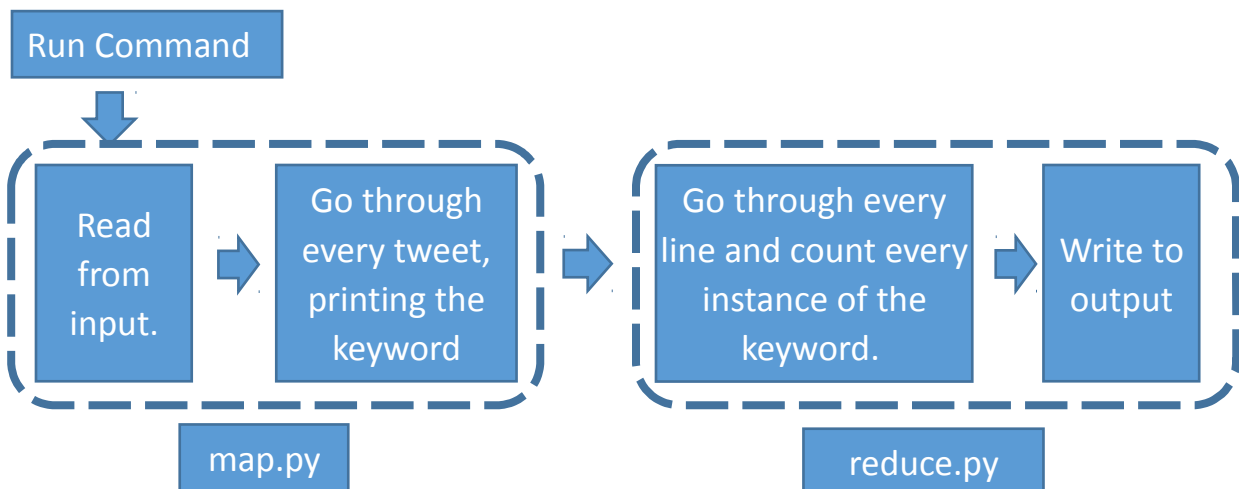 Run Command
Read
from
input.
Go through
every tweet,
printing the
keyword
Go through every
line and count every
instance of the
keyword.
Write to
output
map.py
reduce.py